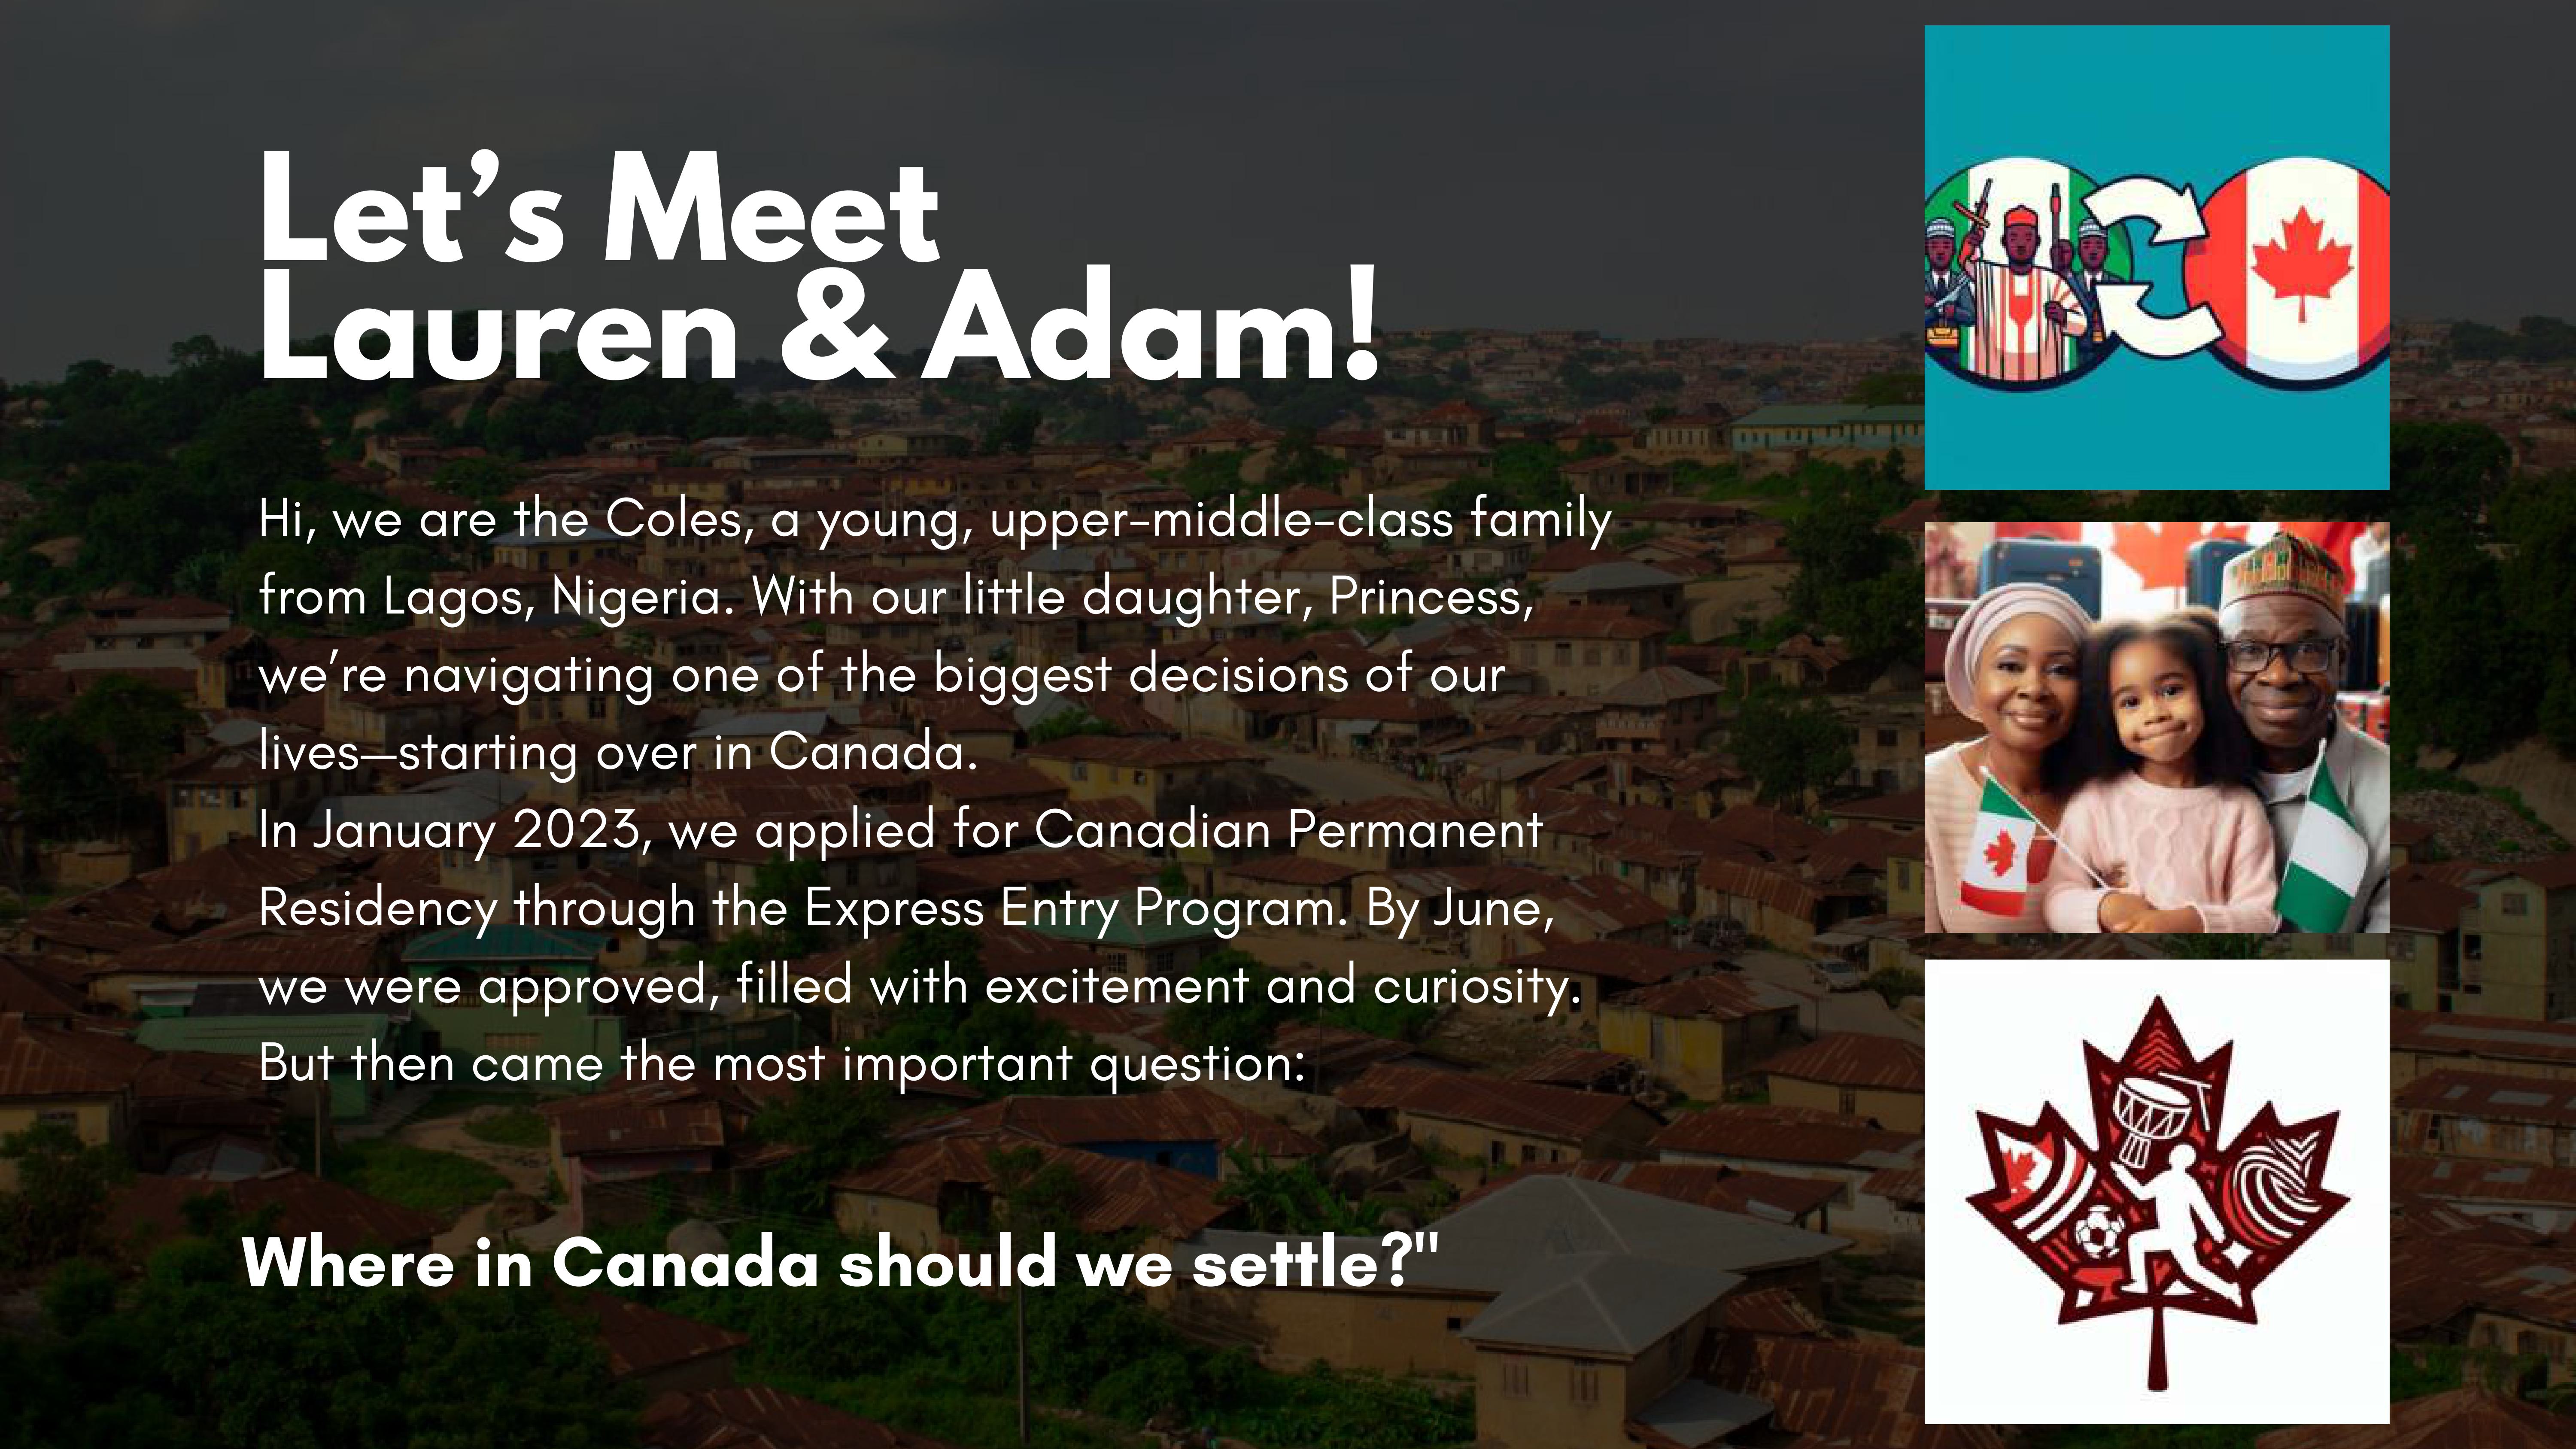 Let’s Meet
Lauren & Adam!
Hi, we are the Coles, a young, upper-middle-class family
from Lagos, Nigeria. With our little daughter, Princess,
we’re navigating one of the biggest decisions of our
lives—starting over in Canada.
In January 2023, we applied for Canadian Permanent
Residency through the Express Entry Program. By June,
we were approved, filled with excitement and curiosity.
But then came the most important question:
Where in Canada should we settle?"